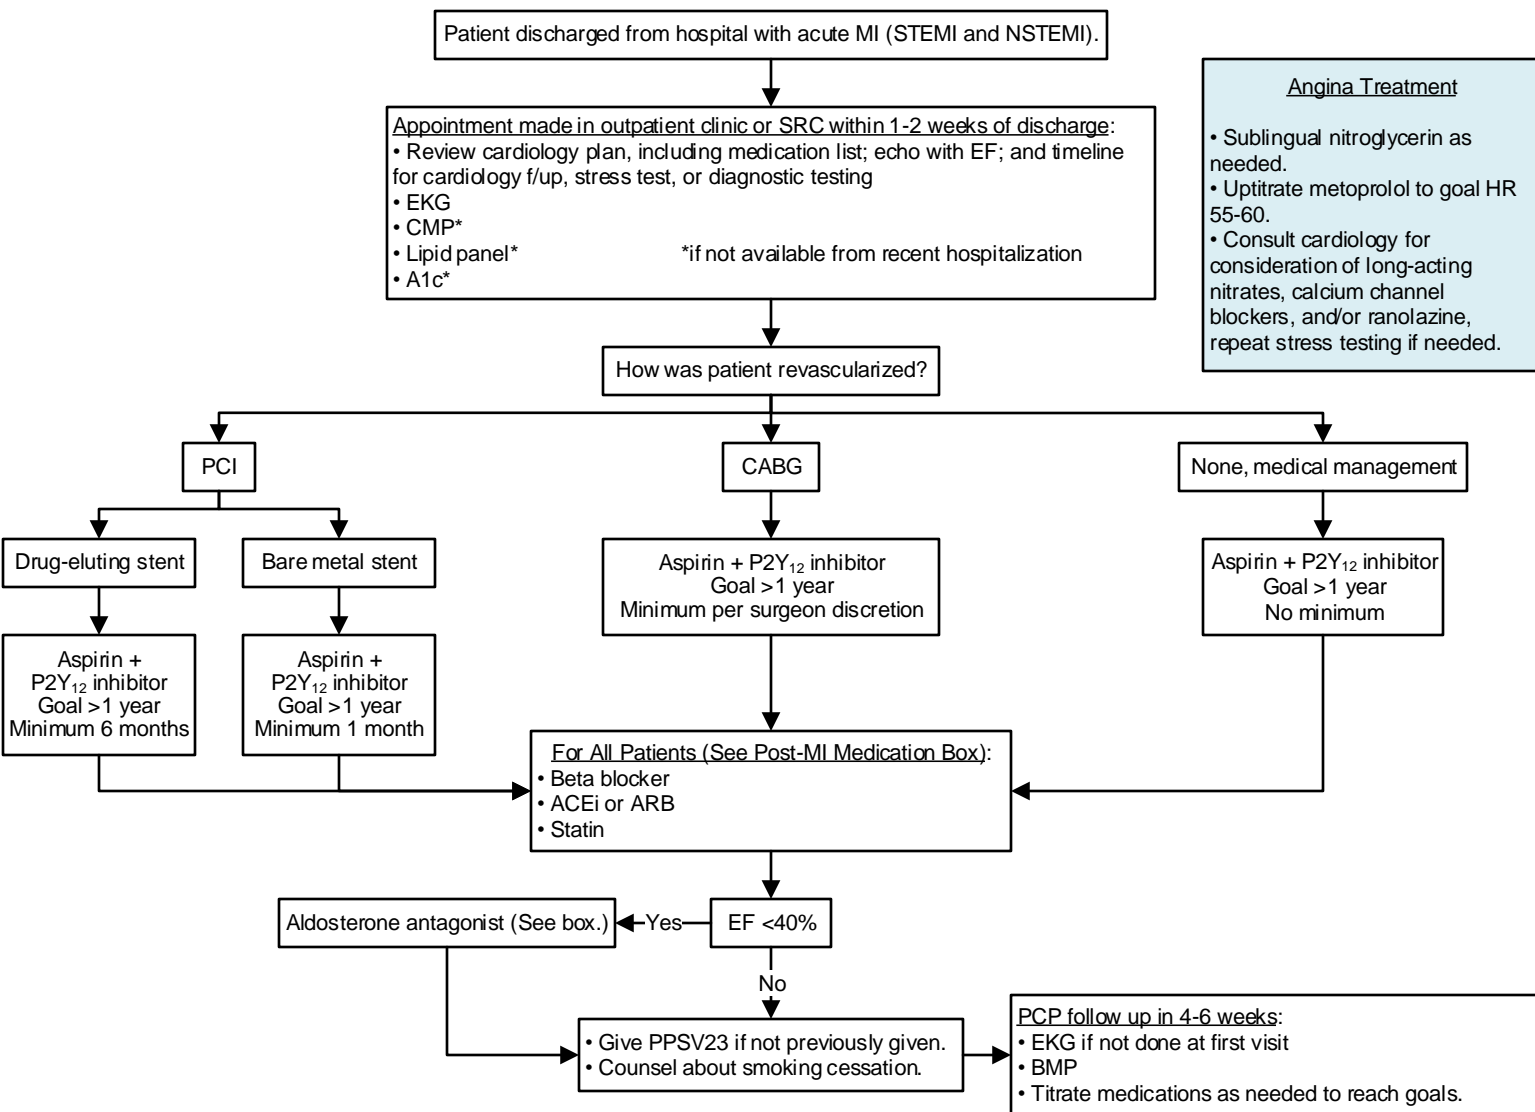 Patient discharged from hospital with acute MI (STEMI and NSTEMI).
Appointment made in outpatient clinic or SRC within 1-2 weeks of discharge:
• Review cardiology plan, including medication list; echo with EF; and timeline
for cardiology f/up, stress test, or diagnostic testing
• EKG
• CMP*
• Lipid panel* *if not available from recent hospitalization
• A1c*
Angina Treatment
• Sublingual nitroglycerin as
needed.
• Uptitrate metoprolol to goal HR
55-60.
• Consult cardiology for
consideration of long-acting
nitrates, calcium channel
blockers, and/or ranolazine,
repeat stress testing if needed.
How was patient revascularized?
PCI
CABG
None, medical management
Drug-eluting stent
Bare metal stent
Aspirin + P2Y₁₂ inhibitor
Goal >1 year
Minimum per surgeon discretion
Aspirin + P2Y₁₂ inhibitor
Goal >1 year
No minimum
Aspirin +
P2Y₁₂ inhibitor
Goal >1 year
Minimum 6 months
Aspirin +
P2Y₁₂ inhibitor
Goal >1 year
Minimum 1 month
For All Patients (See Post-MI Medication Box):
• Beta blocker
• ACEi or ARB
• Statin
Aldosterone antagonist (See box.)
Yes
EF <40%
No
• Give PPSV23 if not previously given.
• Counsel about smoking cessation.
PCP follow up in 4-6 weeks:
• EKG if not done at first visit
• BMP
• Titrate medications as needed to reach goals.